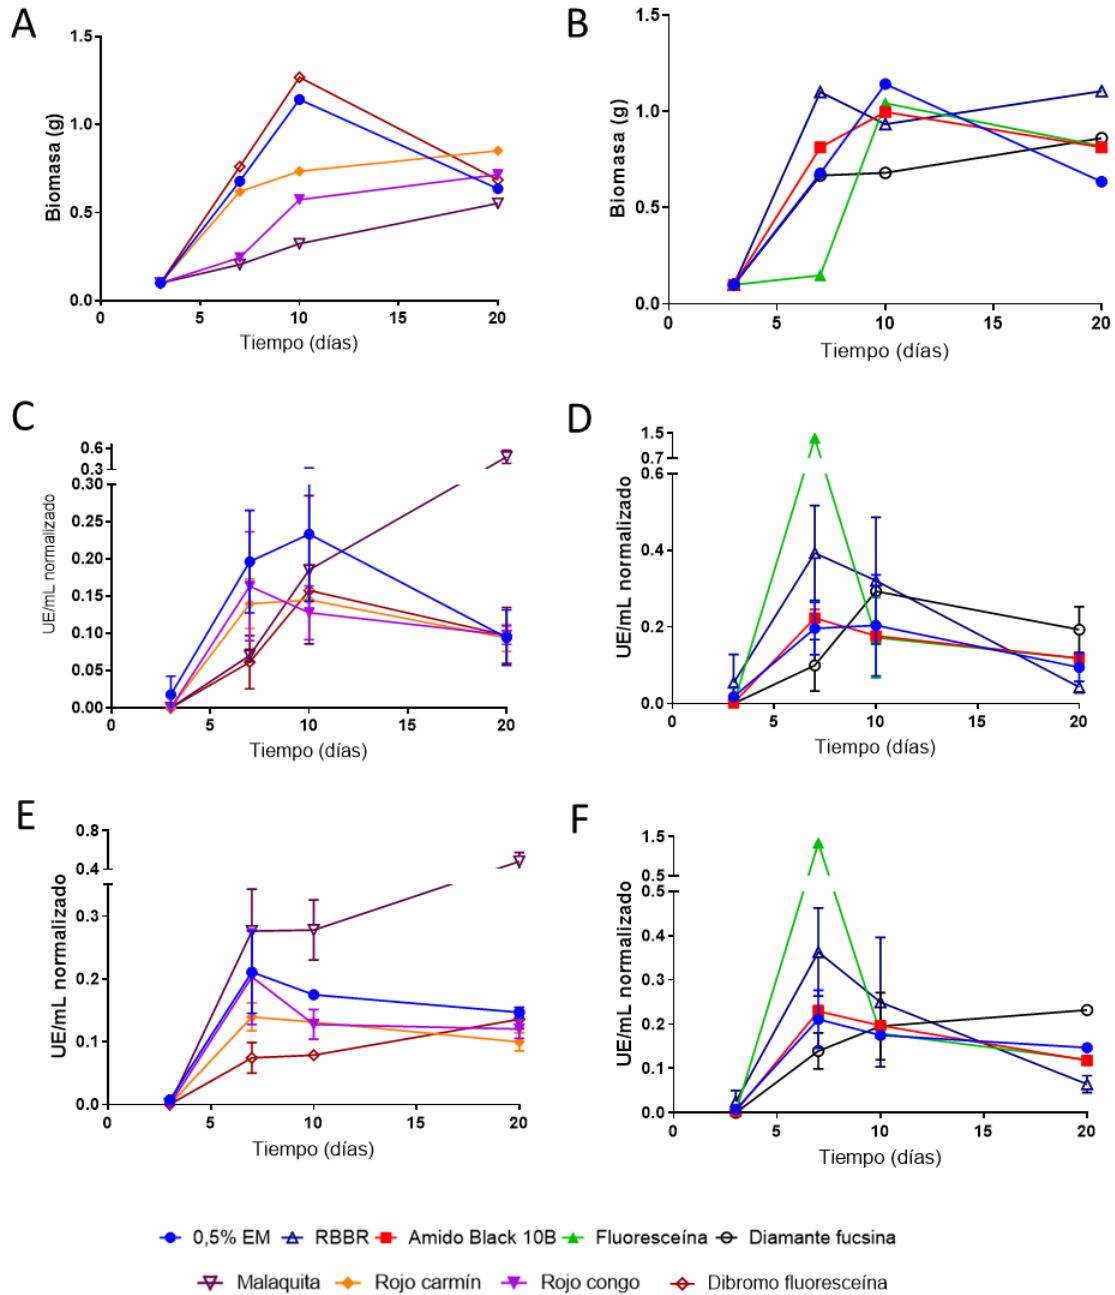 A
B
1.5
1.0
0.5
0.0
Biomasa (g)
0 5 10 15 20
Tiempo (días)
1.5
1.0
0.5
0.0
Biomasa (g)
0 5 10 15 20
Tiempo (días)
C
D
0.6
0.3
0.30
0.25
0.20
0.15
0.10
0.05
0.00
UE/mL normalizado
0 5 10 15 20
Tiempo (días)
1.5
0.7
0.6
0.4
0.2
0.0
UE/mL normalizado
0 5 10 15 20
Tiempo (días)
E
F
0.8
0.4
0.3
0.2
0.1
0.0
UE/mL normalizado
0 5 10 15 20
Tiempo (días)
1.5
0.5
0.5
0.4
0.3
0.2
0.1
0.0
UE/mL normalizado
0 5 10 15 20
Tiempo (días)
0,5% EM RBBR Amido Black 10B Fluoresceína Diamante fucsina
Malaquita Rojo carmín Rojo congo Dibromo fluoresceína